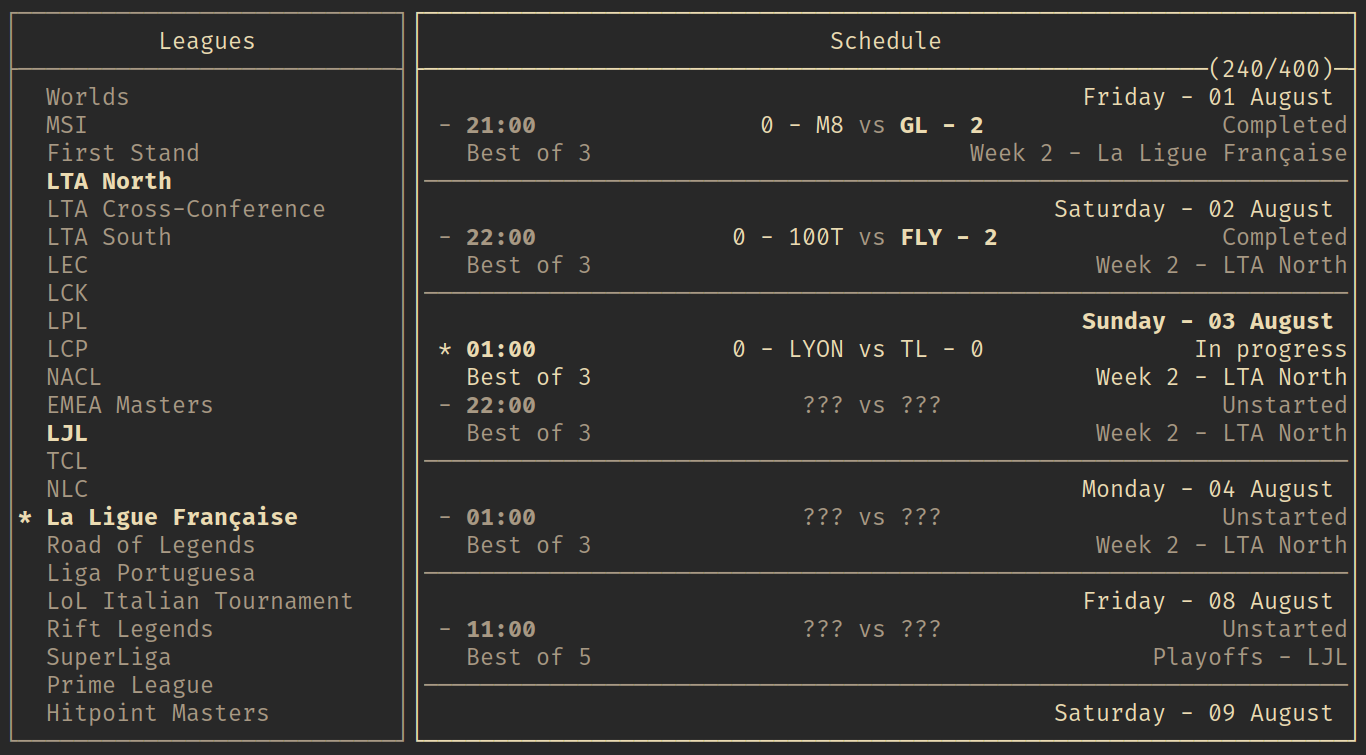 Leagues
Worlds
MSI
First Stand
LTA North
LTA Cross-Conference
LTA South
LEC
LCK
LPL
LCP
NACL
EMEA Masters
LJL
TCL
NLC
* La Ligue Française
Road of Legends
Liga Portuguesa
LoL Italian Tournament
Rift Legends
SuperLiga
Prime League
Hitpoint Masters
Schedule
(240/400)
Friday - 01 August
- 21:00 0 - M8 vs GL - 2 Completed
Best of 3 Week 2 - La Ligue Française
Saturday - 02 August
- 22:00 0 - 100T vs FLY - 2 Completed
Best of 3 Week 2 - LTA North
Sunday - 03 August
* 01:00 0 - LYON vs TL - 0 In progress
Best of 3 Week 2 - LTA North
- 22:00 ??? vs ??? Unstarted
Best of 3 Week 2 - LTA North
Monday - 04 August
- 01:00 ??? vs ??? Unstarted
Best of 3 Week 2 - LTA North
Friday - 08 August
- 11:00 ??? vs ??? Unstarted
Best of 5 Playoffs - LJL
Saturday - 09 August